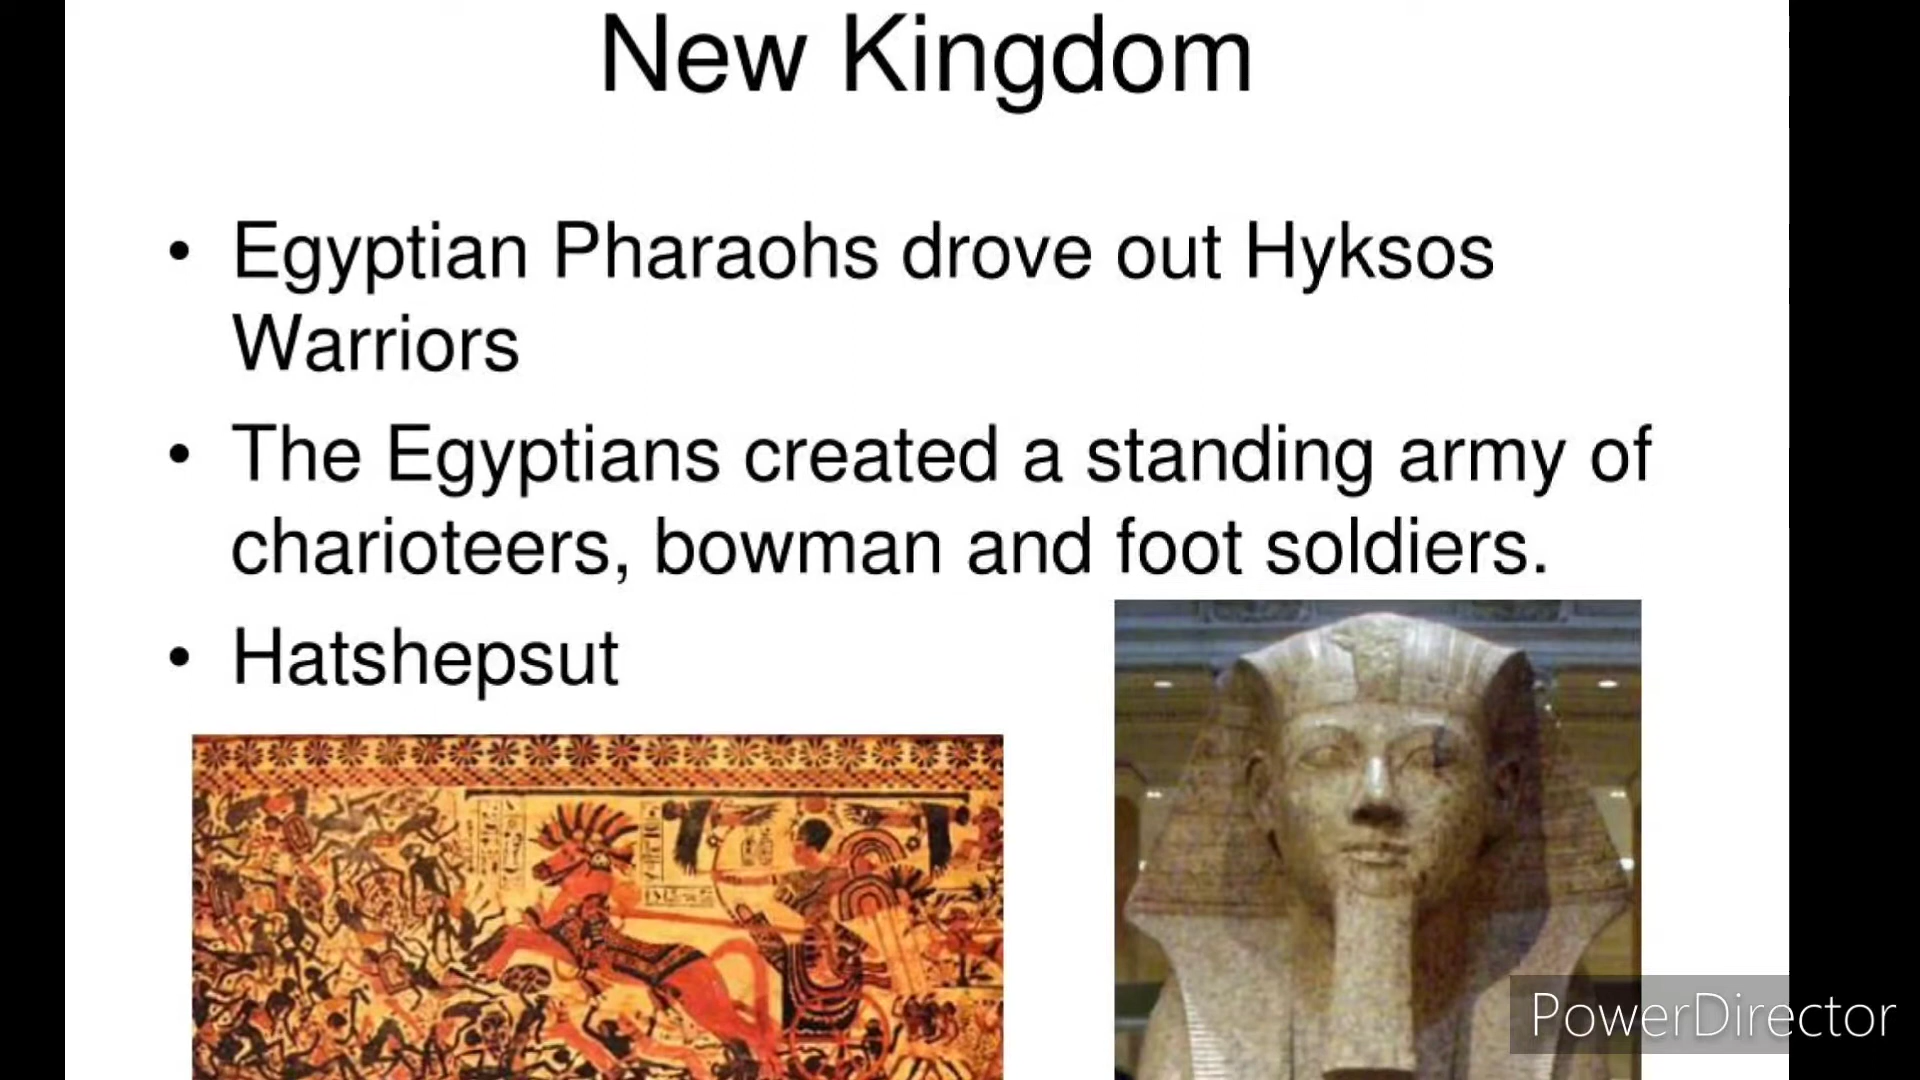 New Kingdom
• Egyptian Pharaohs drove out Hyksos
Warriors
• The Egyptians created a standing army of
charioteers, bowman and foot soldiers.
• Hatshepsut
PowerDirector